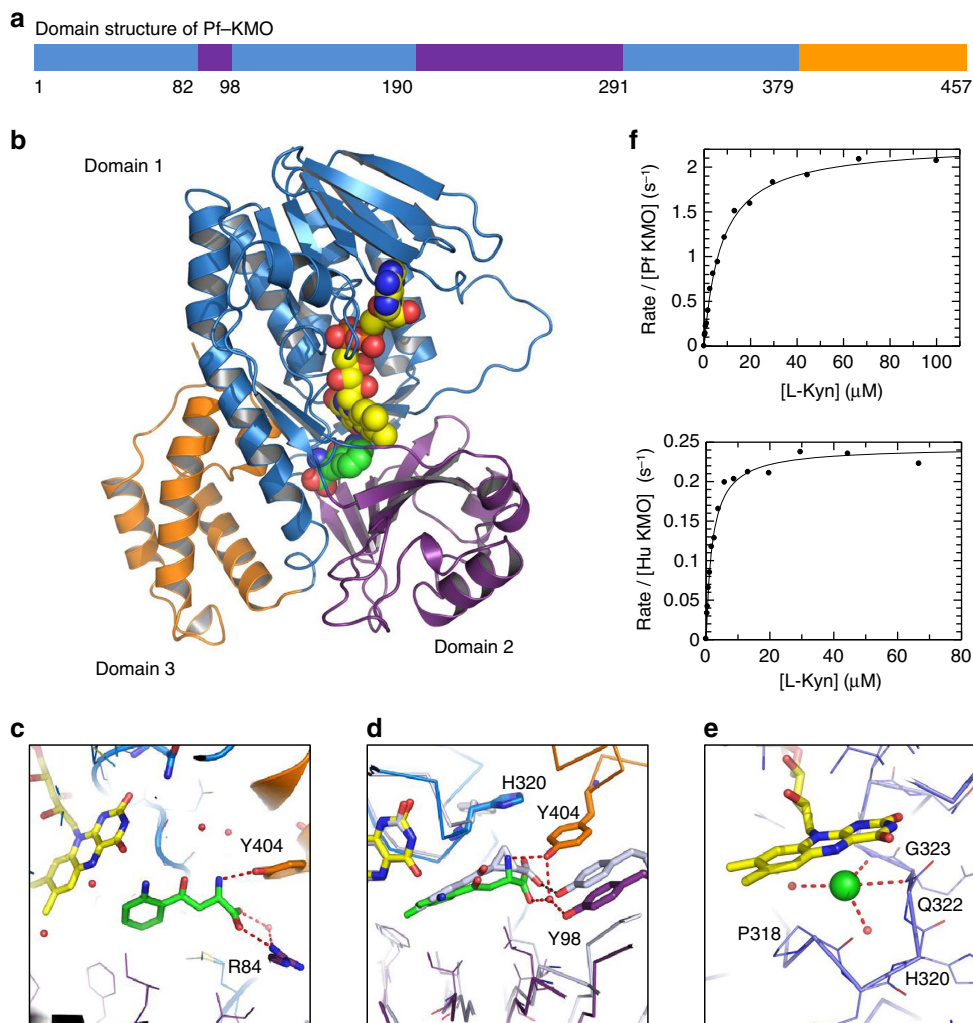 a
Domain structure of Pf–KMO
1 82 98 190 291 379 457
b
Domain 1
Domain 2
Domain 3
f
Rate / [Pf KMO] (s⁻¹)
2
1.5
1
0.5
0
0 20 40 60 80 100
[L-Kyn] (μM)
Rate / [Hu KMO] (s⁻¹)
0.25
0.2
0.15
0.1
0.05
0
0 20 40 60 80
[L-Kyn] (μM)
c
Y404
R84
d
H320
Y404
Y98
e
G323
Q322
P318
H320